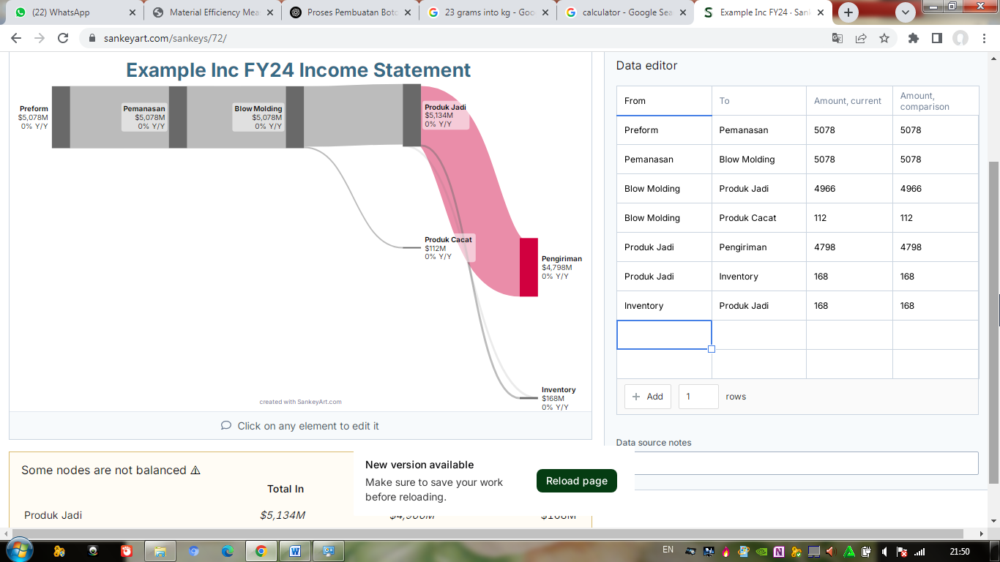 (22) WhatsApp
Material Efficiency Mea
Proses Pembuatan Boto
23 grams into kg - Goo
calculator - Google Sea
Example Inc FY24 · San
sankeyart.com/sankeys/72/
Example Inc FY24 Income Statement
Preform
$5,078M
0% Y/Y
Pemanasan
$5,078M
0% Y/Y
Blow Molding
$5,078M
0% Y/Y
Produk Jadi
$5,134M
0% Y/Y
Produk Cacat
$112M
0% Y/Y
Pengiriman
$4,798M
0% Y/Y
Inventory
$168M
0% Y/Y
created with SankeyArt.com
Click on any element to edit it
Some nodes are not balanced ⚠
Total In
Produk Jadi $5,134M $4,966M $168M
New version available
Make sure to save your work
before reloading.
Reload page
Data editor
From To Amount, current Amount, comparison
Preform Pemanasan 5078 5078
Pemanasan Blow Molding 5078 5078
Blow Molding Produk Jadi 4966 4966
Blow Molding Produk Cacat 112 112
Produk Jadi Pengiriman 4798 4798
Produk Jadi Inventory 168 168
Inventory Produk Jadi 168 168
+ Add 1 rows
Data source notes
EN 21:50